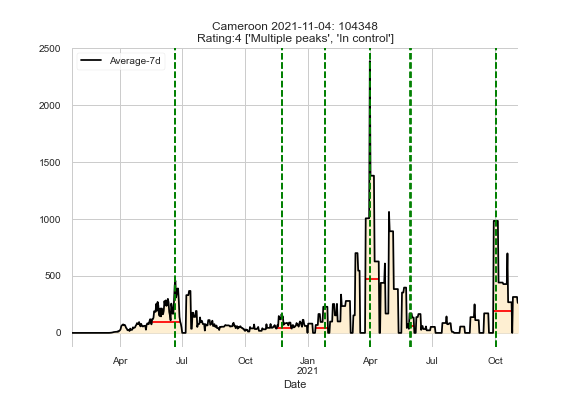 Cameroon 2021-11-04: 104348
Rating:4 ['Multiple peaks', 'In control']
2500
Average-7d
2000
1500
1000
500
0
Apr Jul Oct Jan Apr Jul Oct
2021
Date